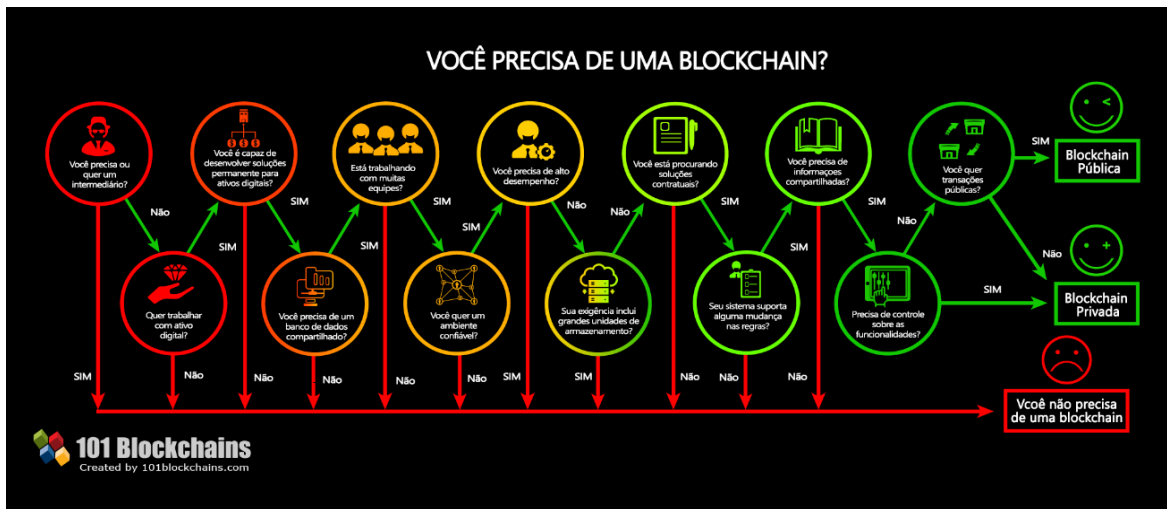 VOCÊ PRECISA DE UMA BLOCKCHAIN?
Você precisa ou
quer um
intermediário?
Você é capaz de
desenvolver soluções
permanente para
ativos digitais?
Está trabalhando
com muitas
equipes?
Você precisa de alto
desempenho?
Você está procurando
soluções
contratuais?
Você precisa de
informaçoes
compartilhadas?
Você quer
transações
públicas?
SIM
Blockchain
Pública
Não
SIM
SIM
SIM
Não
Não
SIM
SIM
Não
SIM
SIM
SIM
Não
Quer trabalhar
com ativo
digital?
Você precisa de um
banco de dados
compartilhado?
Você quer um
ambiente
confiável?
Sua exigência inclui
grandes unidades de
armazenamento?
Seu sistema suporta
alguma mudança
nas regras?
Precisa de controle
sobre as
funcionalidades?
SIM
Blockchain
Privada
SIM
Não
Não
Não
Não
Não
SIM
SIM
Não
Não
Não
Vcoê não precisa
de uma blockchain
101 Blockchains
Created by 101blockchains.com